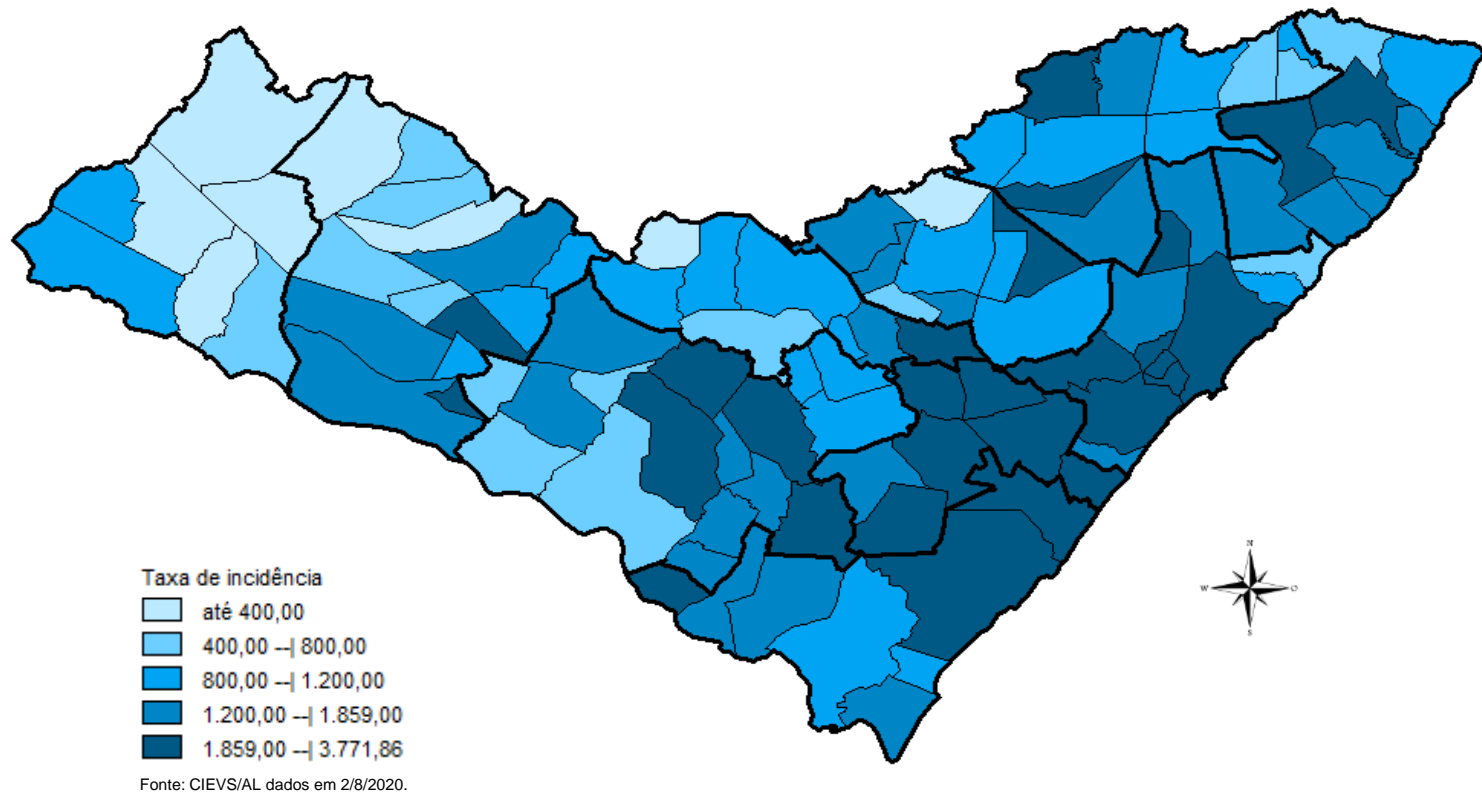 Taxa de incidência
até 400,00
400,00 --| 800,00
800,00 --| 1.200,00
1.200,00 --| 1.859,00
1.859,00 --| 3.771,86
Fonte: CIEVS/AL dados em 2/8/2020.
N
W
O
S